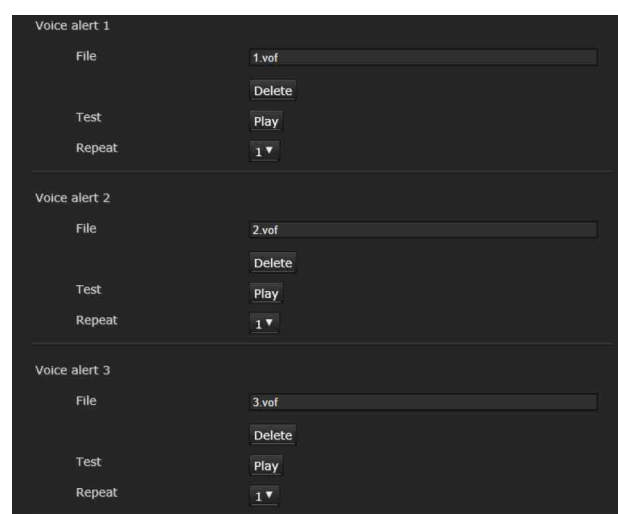 Voice alert 1
File 1.vof
Delete
Test Play
Repeat 1▼
Voice alert 2
File 2.vof
Delete
Test Play
Repeat 1▼
Voice alert 3
File 3.vof
Delete
Test Play
Repeat 1▼